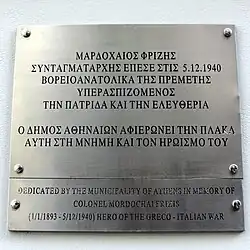 ΜΑΡΔΟΧΑΙΟΣ ΦΡΙΖΗΣ
ΣΥΝΤΑΓΜΑΤΑΡΧΗΣ ΕΠΕΣΕ ΣΤΙΣ 5.12.1940
ΒΟΡΕΙΟΑΝΑΤΟΛΙΚΑ ΤΗΣ ΠΡΕΜΕΤΗΣ
ΥΠΕΡΑΣΠΙΖΟΜΕΝΟΣ
ΤΗΝ ΠΑΤΡΙΔΑ ΚΑΙ ΤΗΝ ΕΛΕΥΘΕΡΙΑ
Ο ΔΗΜΟΣ ΑΘΗΝΑΙΩΝ ΑΦΙΕΡΩΝΕΙ ΤΗΝ ΠΛΑΚΑ
ΑΥΤΗ ΣΤΗ ΜΝΗΜΗ ΚΑΙ ΤΟΝ ΗΡΩΙΣΜΟ ΤΟΥ
DEDICATED BY THE MUNICIPALITY OF ATHENS IN MEMORY OF
COLONEL MORDOCHAI FRIZIS
(1/1/1893 - 5/12/1940) HERO OF THE GRECO - ITALIAN WAR